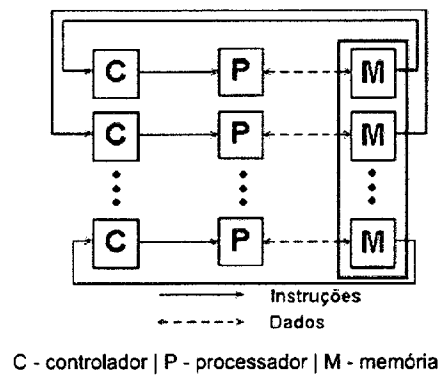 C P M
C P M
C P M
Instruções
Dados
C - controlador | P - processador | M - memória